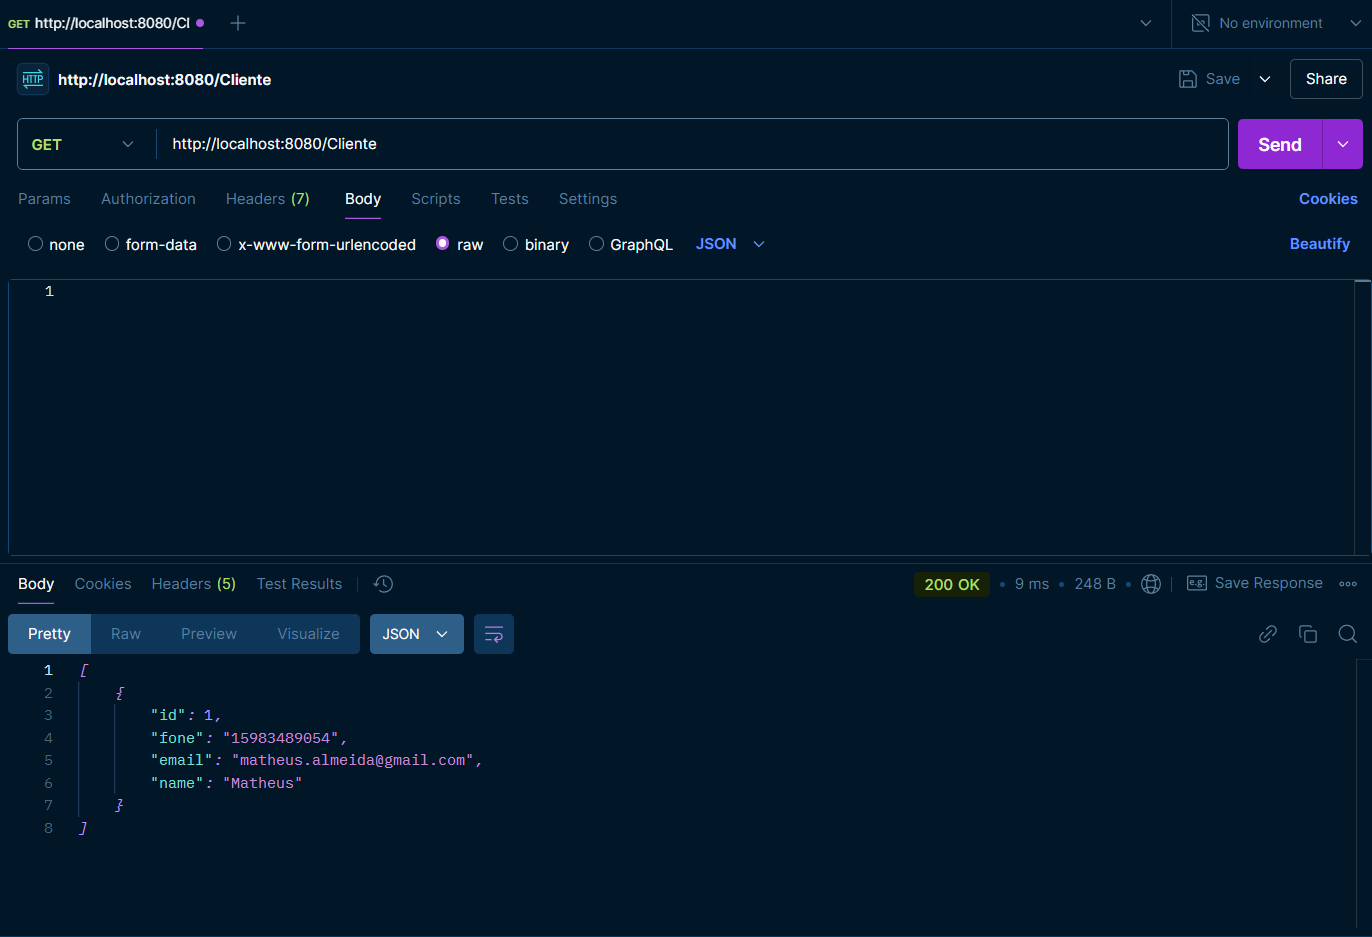 GET http://localhost:8080/Cl
No environment
HTTP http://localhost:8080/Cliente
Save
Share
GET http://localhost:8080/Cliente
Send
Params Authorization Headers (7) Body Scripts Tests Settings Cookies
none form-data x-www-form-urlencoded raw binary GraphQL JSON Beautify
1
Body Cookies Headers (5) Test Results 200 OK • 9 ms • 248 B • e.g. Save Response
Pretty Raw Preview Visualize JSON
1 [
2 {
3 "id": 1,
4 "fone": "15983489054",
5 "email": "matheus.almeida@gmail.com",
6 "name": "Matheus"
7 }
8 ]